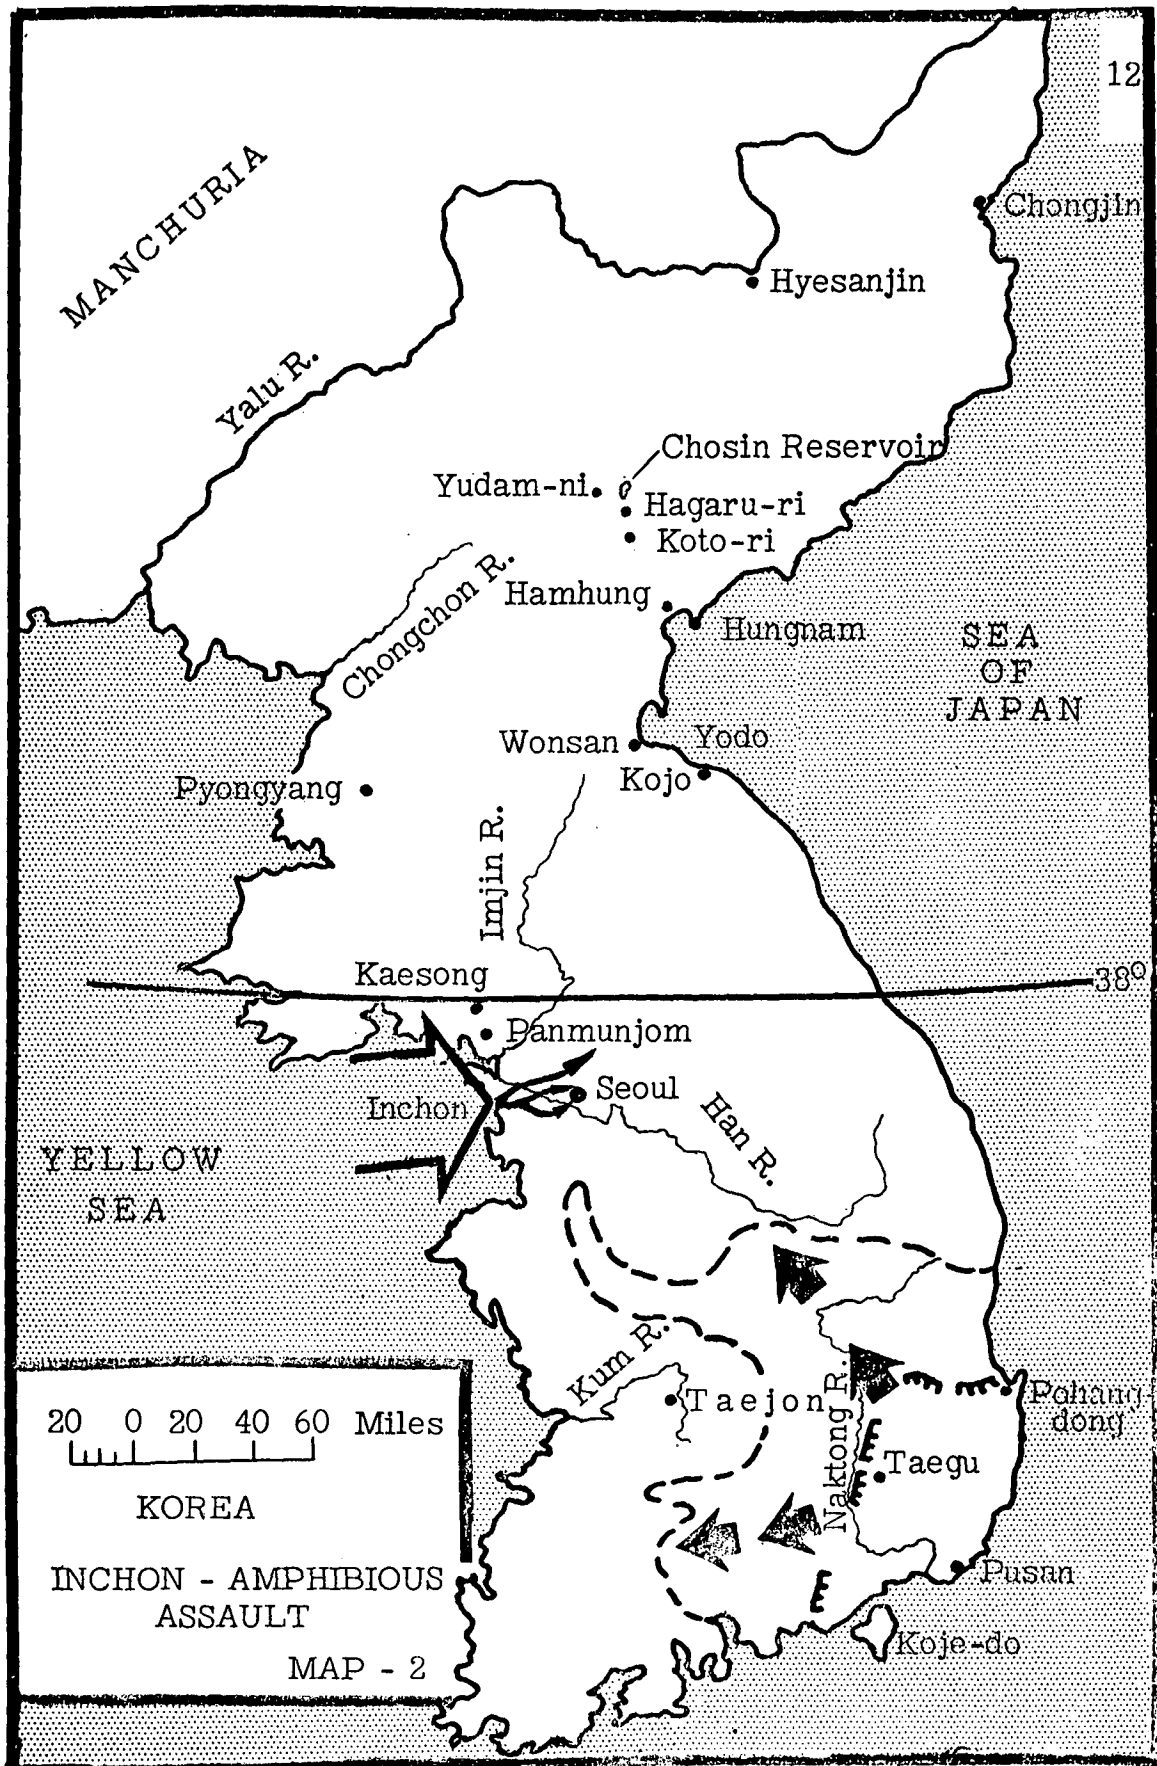 12
MANCHURIA
Chongjin
Hyesanjin
Yalu R.
Chosin Reservoir
Yudam-ni
Hagaru-ri
Koto-ri
Chongchon R.
Hamhung
Hungnam
SEA
OF
JAPAN
Wonsan
Yodo
Kojo
Pyongyang
Imjin R.
Kaesong
38°
Panmunjom
Inchon
Seoul
Han R.
YELLOW
SEA
Kum R.
Taejon
Naktong R.
Pohang-
dong
Taegu
Pusan
Koje-do
20 0 20 40 60 Miles
KOREA
INCHON - AMPHIBIOUS
ASSAULT
MAP - 2